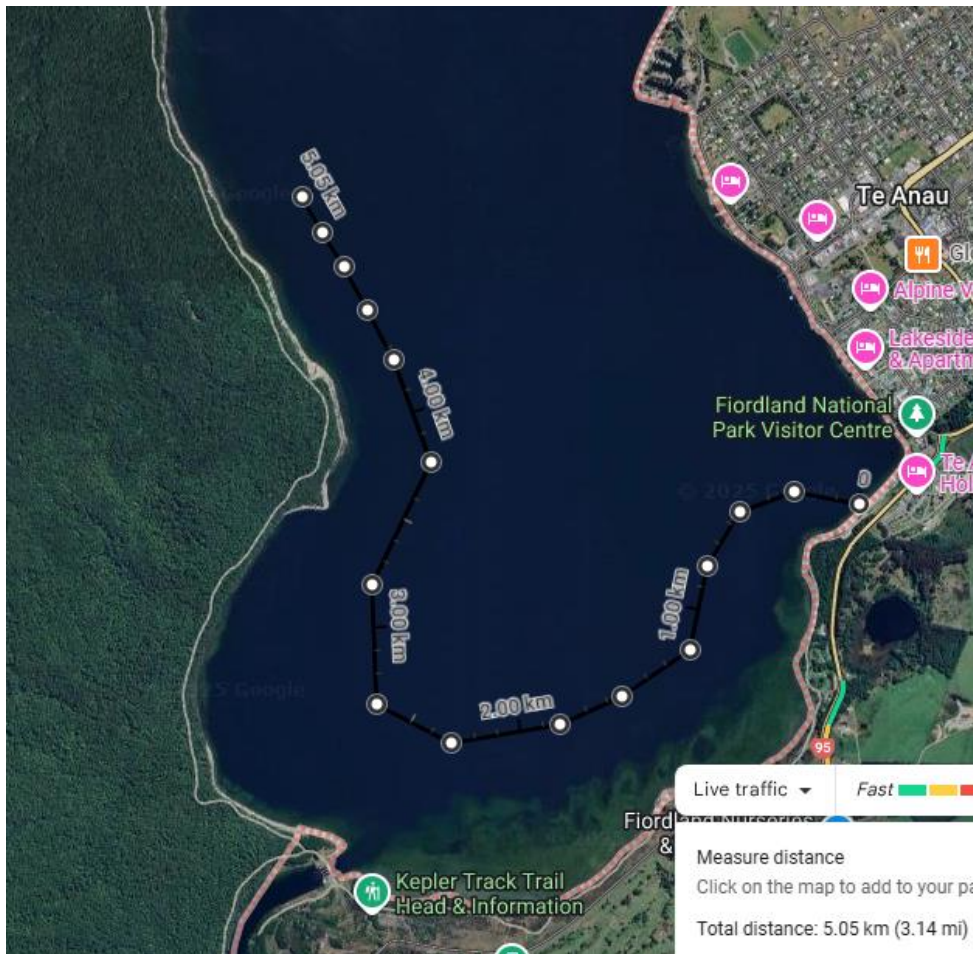 5.05 km
Google
Te Anau
Alpine V
4.00 km
Lakeside
& Apartm
Fiordland National
Park Visitor Centre
Te A
Hol
0
© 2025 Google
1.00 km
3.00 km
25 Google
2.00 km
95
Live traffic
Fast
Fiordland Nurseries
&
Kepler Track Trail
Head & Information
Measure distance
Click on the map to add to your pa
Total distance: 5.05 km (3.14 mi)